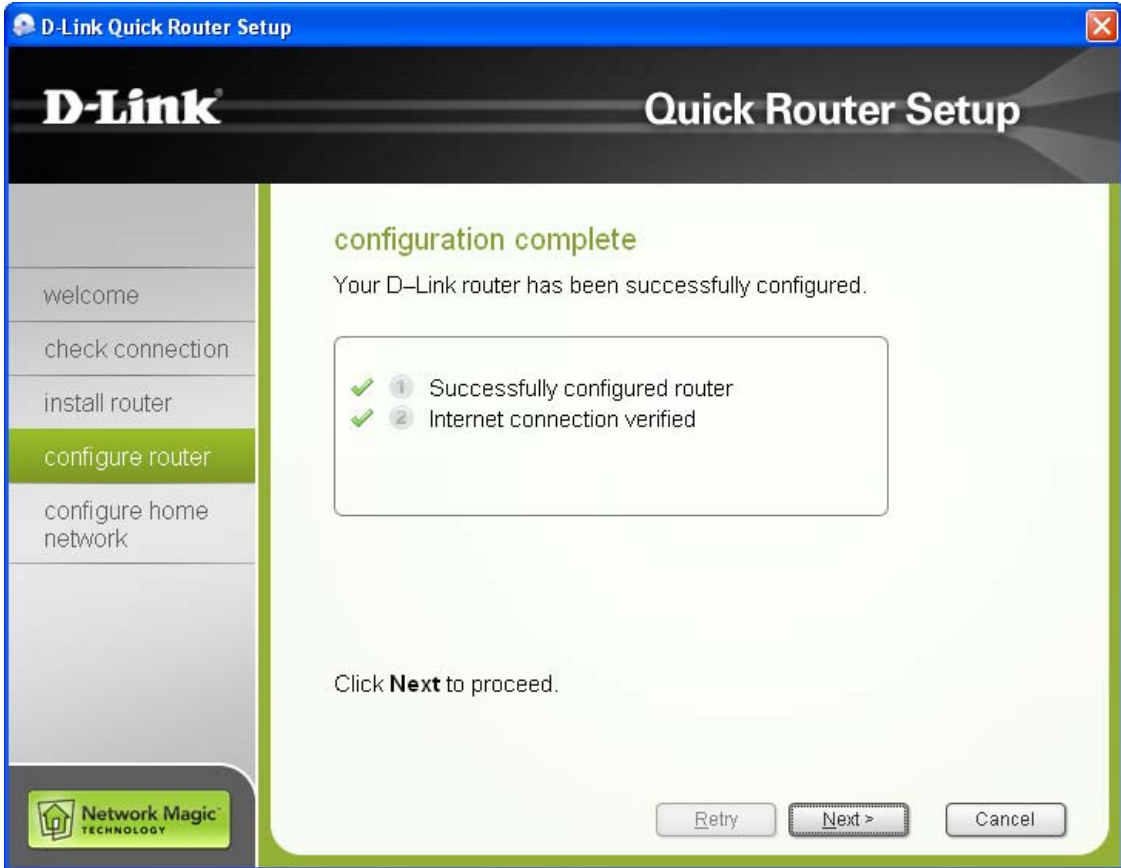 D-Link Quick Router Setup
D-Link
Quick Router Setup
welcome
check connection
install router
configure router
configure home
network
configuration complete
Your D–Link router has been successfully configured.
1 Successfully configured router
2 Internet connection verified
Click Next to proceed.
Network Magic
TECHNOLOGY
Retry
Next >
Cancel